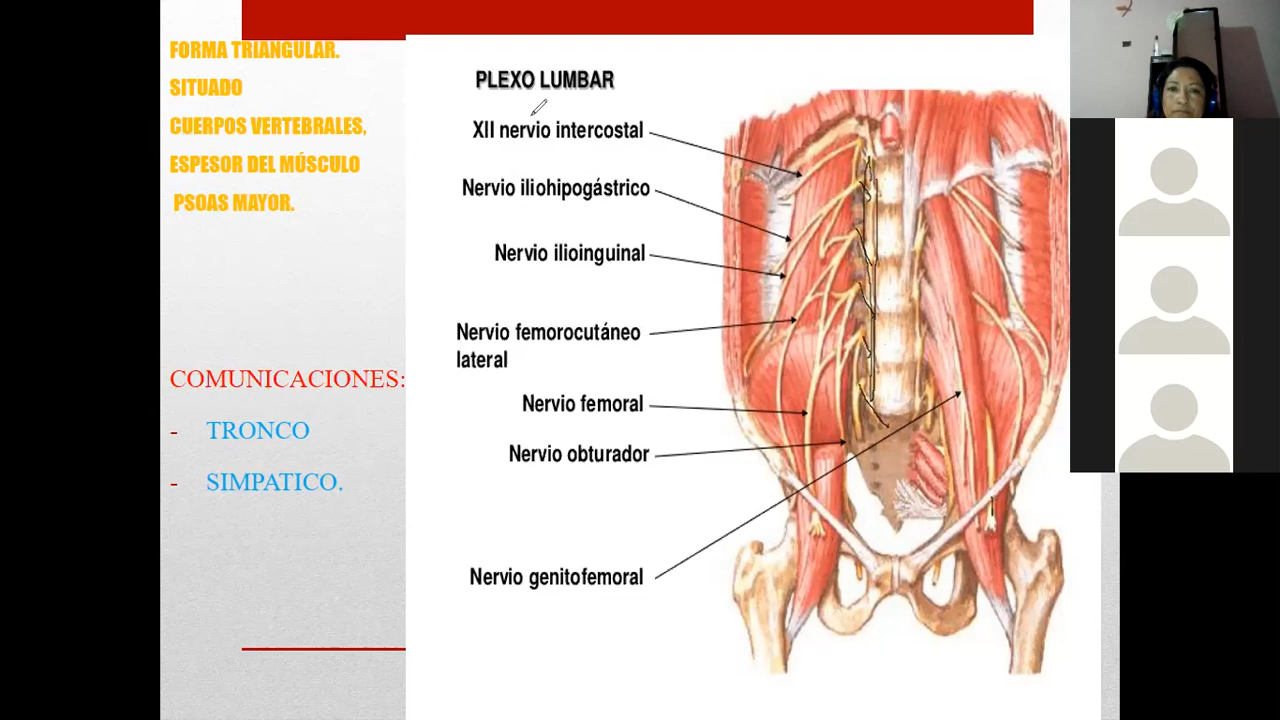 FORMA TRIANGULAR.
SITUADO
CUERPOS VERTEBRALES,
ESPESOR DEL MÚSCULO
PSOAS MAYOR.
COMUNICACIONES:
- TRONCO
- SIMPATICO.
PLEXO LUMBAR
XII nervio intercostal
Nervio iliohipogástrico
Nervio ilioinguinal
Nervio femorocutáneo
lateral
Nervio femoral
Nervio obturador
Nervio genitofemoral